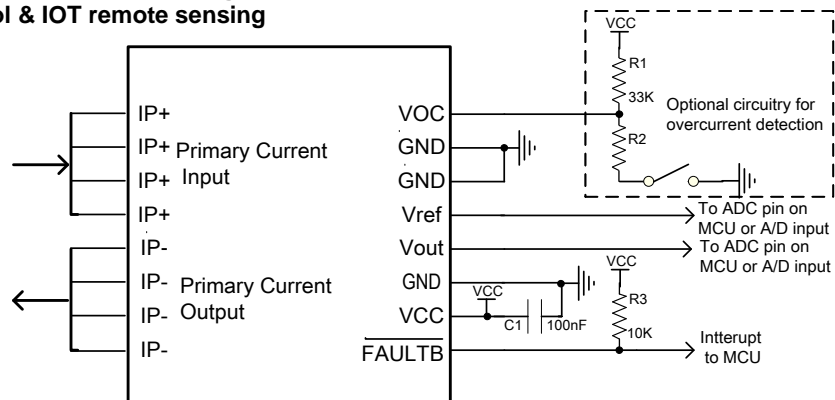 ol & IOT remote sensing
VCC
R1
33K
Optional circuitry for
overcurrent detection
R2
IP+
IP+
IP+
IP+
Primary Current
Input
IP-
IP-
IP-
IP-
Primary Current
Output
VOC
GND
GND
Vref
Vout
GND
VCC
FAULTB
To ADC pin on
MCU or A/D input
To ADC pin on
MCU or A/D input
VCC
C1
100nF
VCC
R3
10K
Intterupt
to MCU